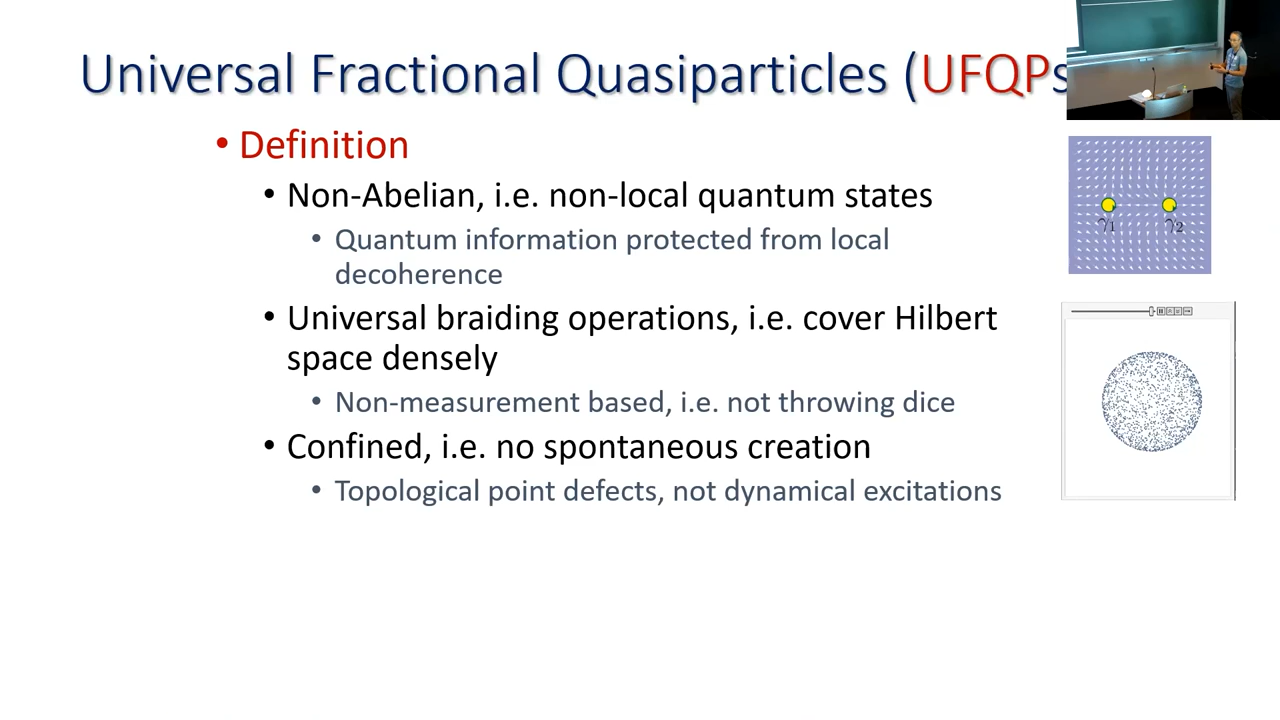 Universal Fractional Quasiparticles (UFQPs
• Definition
• Non-Abelian, i.e. non-local quantum states
• Quantum information protected from local
decoherence
• Universal braiding operations, i.e. cover Hilbert
space densely
• Non-measurement based, i.e. not throwing dice
• Confined, i.e. no spontaneous creation
• Topological point defects, not dynamical excitations
γ1 γ2